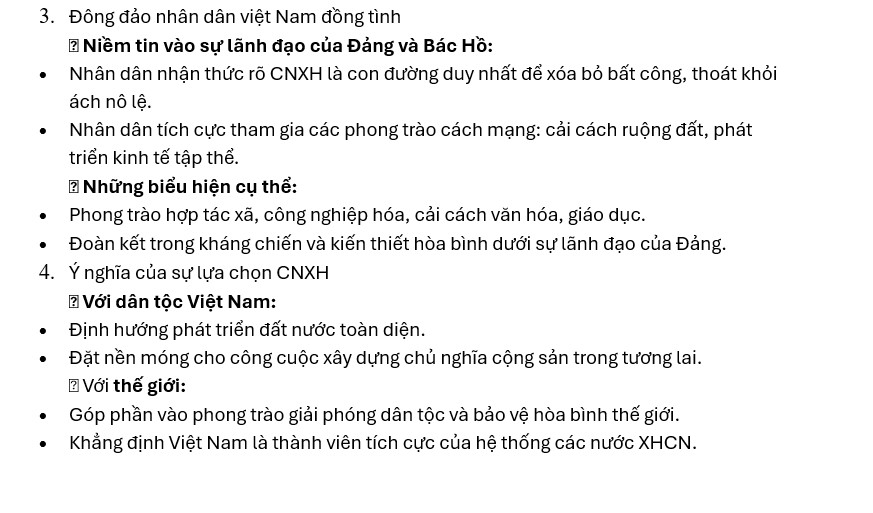 3. Đông đảo nhân dân việt Nam đồng tình
⍰ Niềm tin vào sự lãnh đạo của Đảng và Bác Hồ:
• Nhân dân nhận thức rõ CNXH là con đường duy nhất để xóa bỏ bất công, thoát khỏi
ách nô lệ.
• Nhân dân tích cực tham gia các phong trào cách mạng: cải cách ruộng đất, phát
triển kinh tế tập thể.
⍰ Những biểu hiện cụ thể:
• Phong trào hợp tác xã, công nghiệp hóa, cải cách văn hóa, giáo dục.
• Đoàn kết trong kháng chiến và kiến thiết hòa bình dưới sự lãnh đạo của Đảng.
4. Ý nghĩa của sự lựa chọn CNXH
⍰ Với dân tộc Việt Nam:
• Định hướng phát triển đất nước toàn diện.
• Đặt nền móng cho công cuộc xây dựng chủ nghĩa cộng sản trong tương lai.
⍰ Với thế giới:
• Góp phần vào phong trào giải phóng dân tộc và bảo vệ hòa bình thế giới.
• Khẳng định Việt Nam là thành viên tích cực của hệ thống các nước XHCN.